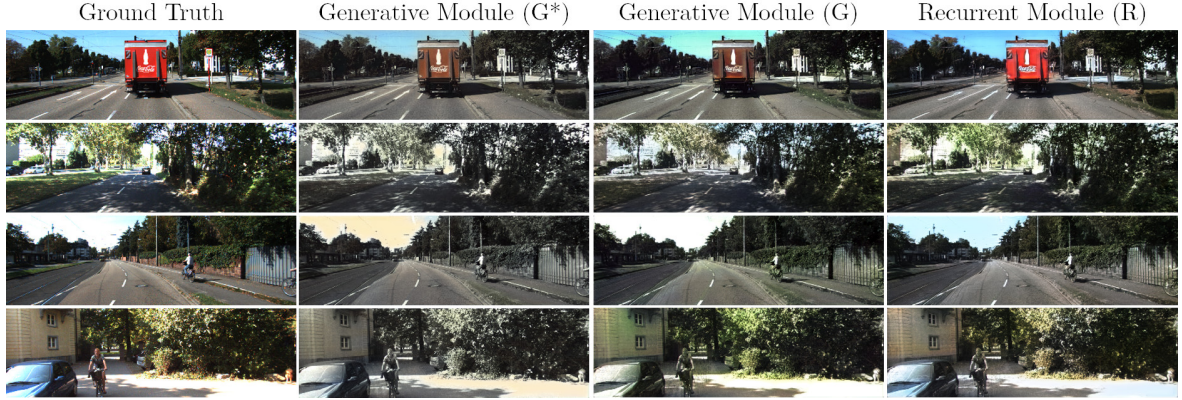 Ground Truth
Generative Module (G*)
Generative Module (G)
Recurrent Module (R)